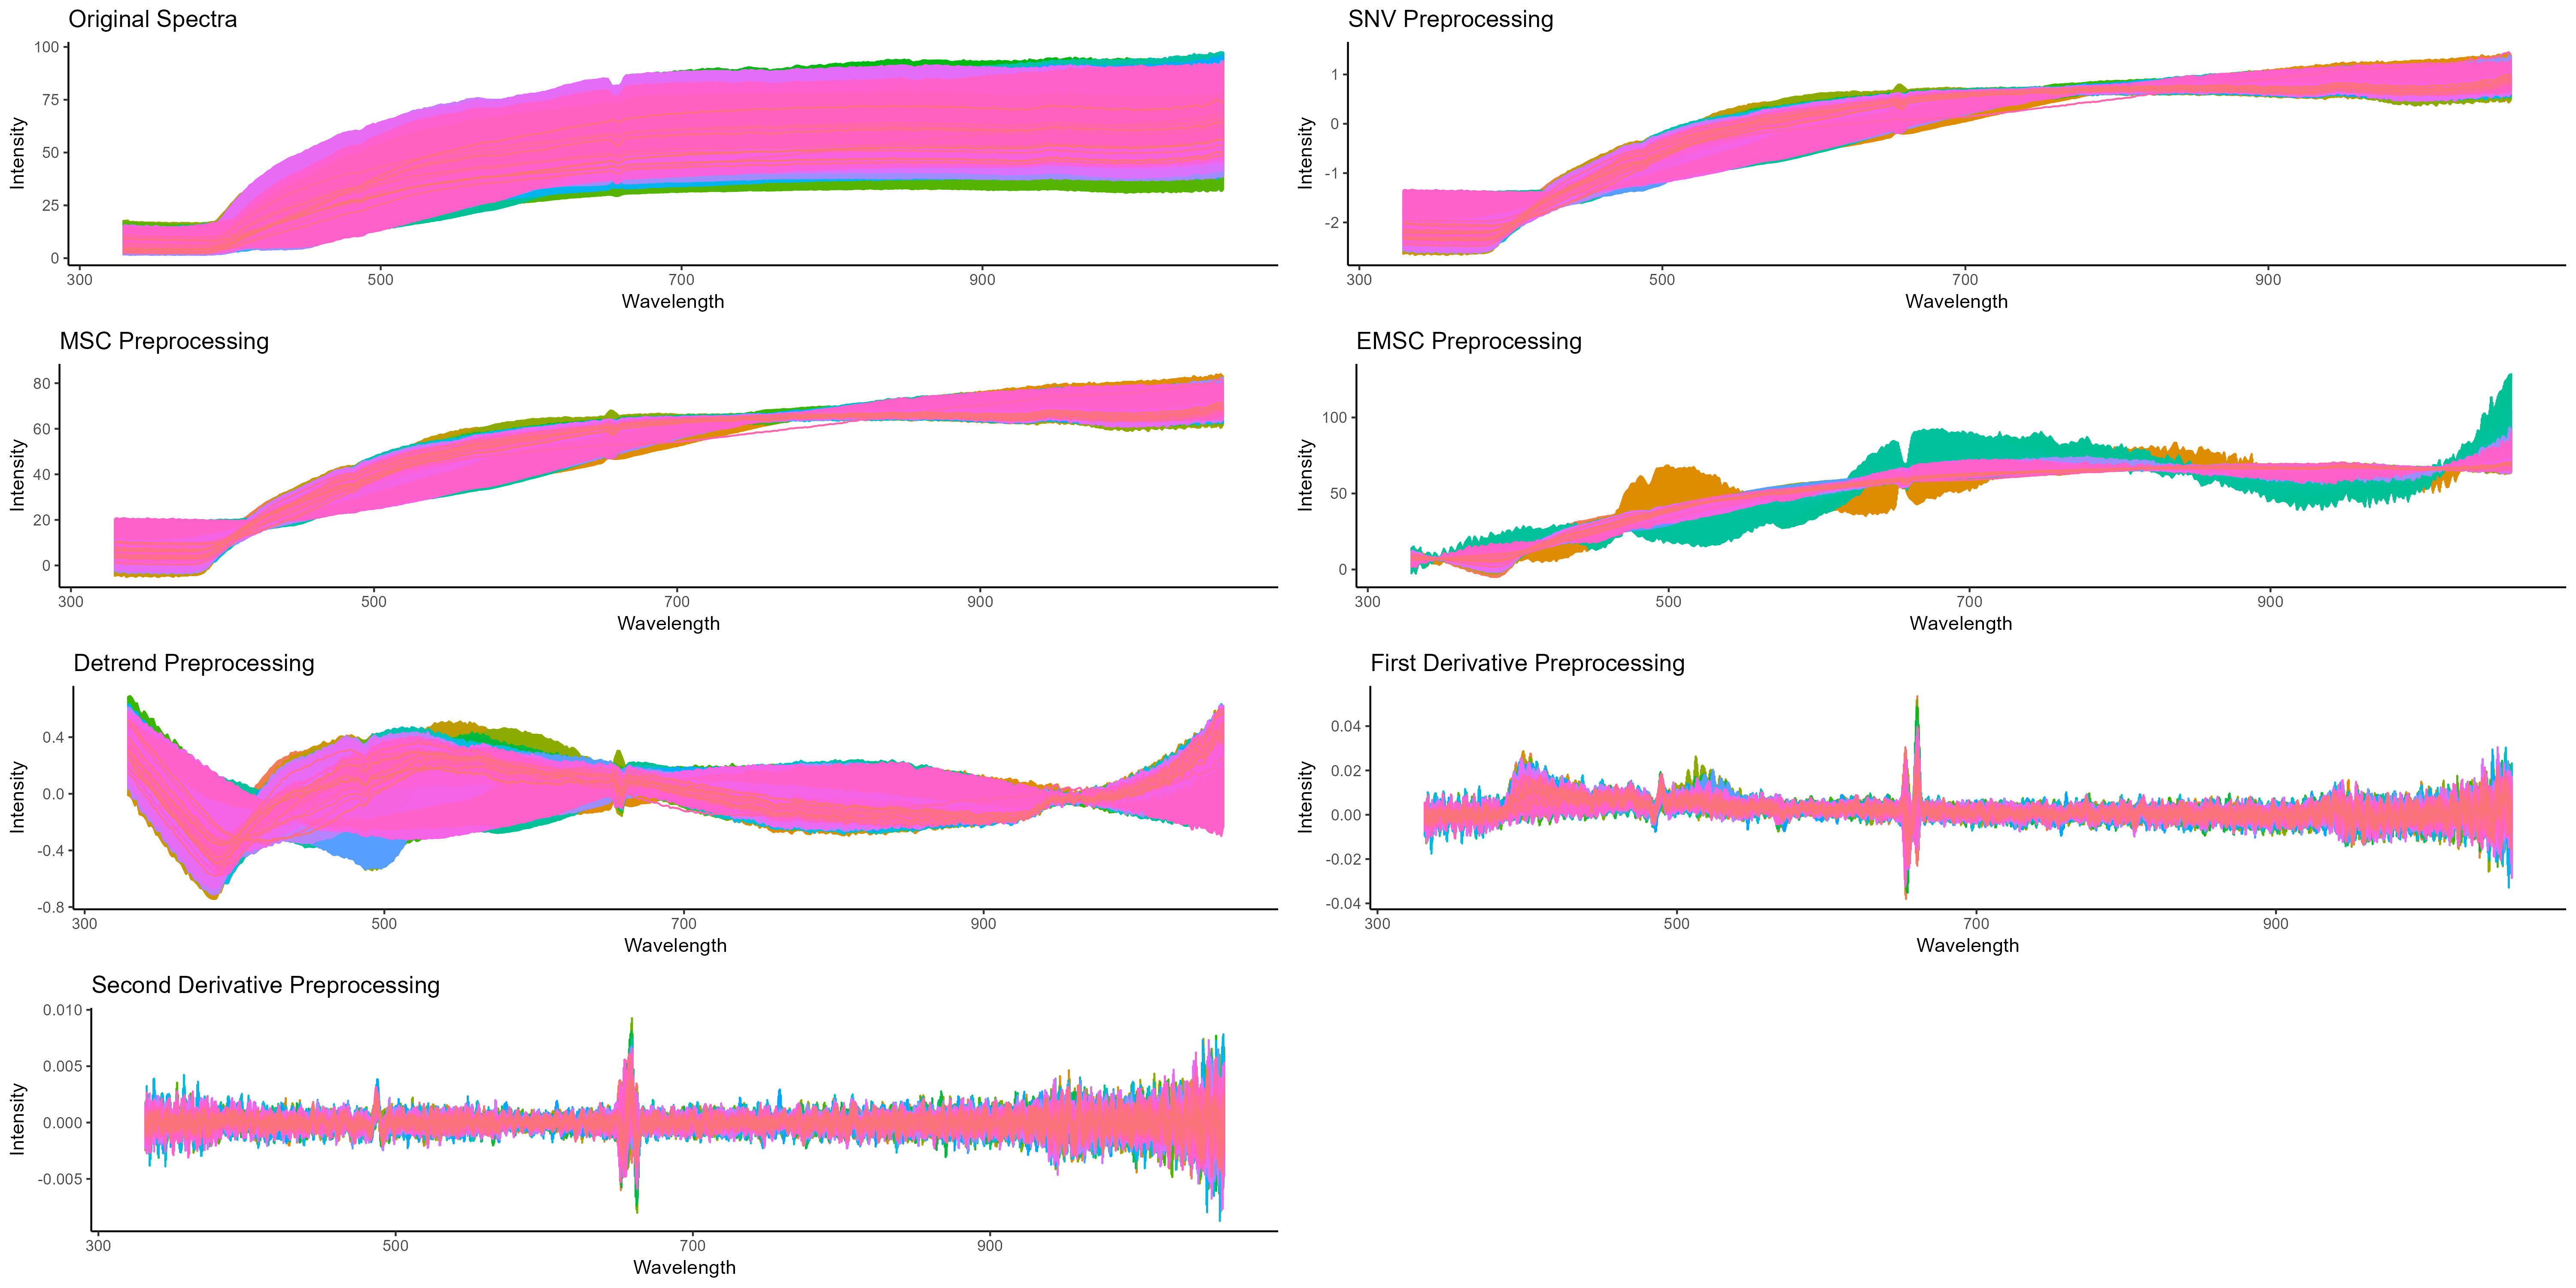 Original Spectra
100
75
50
25
0
Intensity
300 500 700 900
Wavelength
SNV Preprocessing
1
0
-1
-2
Intensity
300 500 700 900
Wavelength
MSC Preprocessing
80
60
40
20
0
Intensity
300 500 700 900
Wavelength
EMSC Preprocessing
100
50
0
Intensity
300 500 700 900
Wavelength
Detrend Preprocessing
0.4
0.0
-0.4
-0.8
Intensity
300 500 700 900
Wavelength
First Derivative Preprocessing
0.04
0.02
0.00
-0.02
-0.04
Intensity
300 500 700 900
Wavelength
Second Derivative Preprocessing
0.010
0.005
0.000
-0.005
Intensity
300 500 700 900
Wavelength